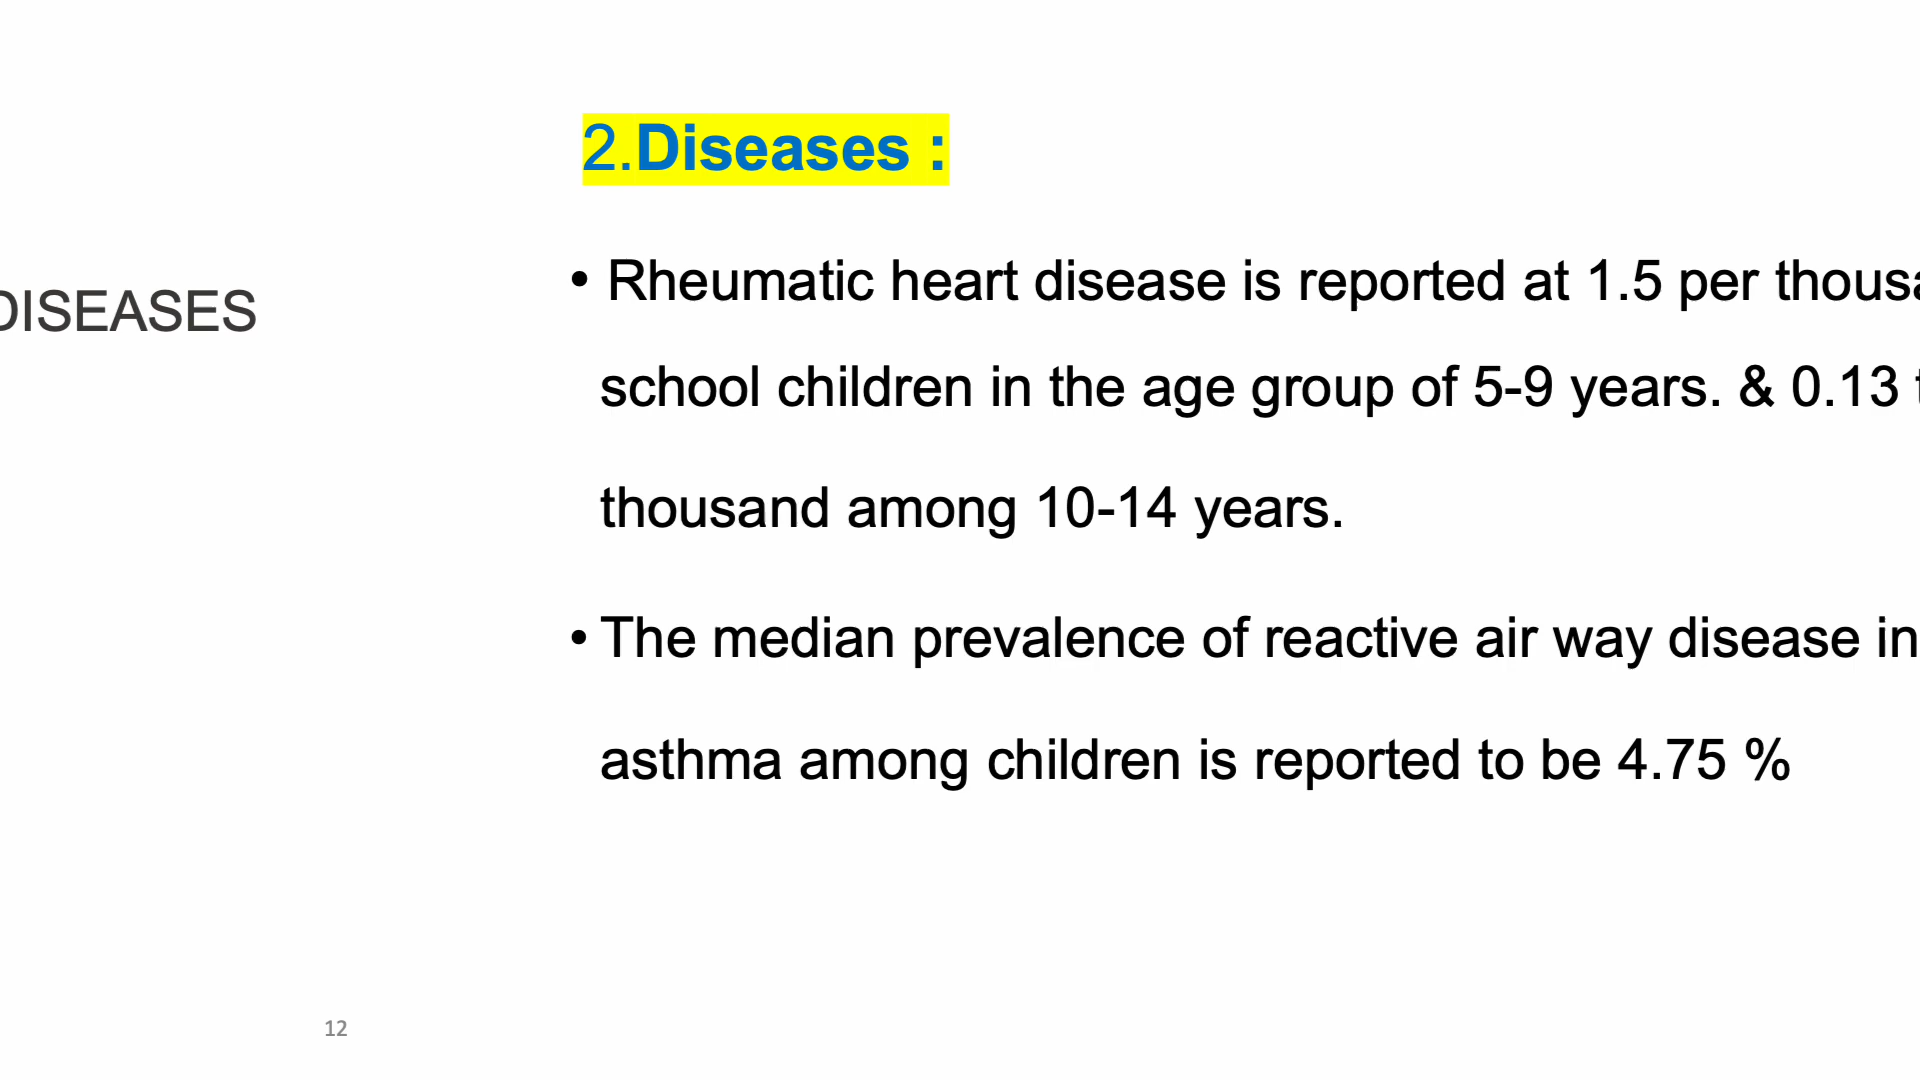 2.Diseases :
DISEASES
• Rheumatic heart disease is reported at 1.5 per
school children in the age group of 5-9 years. & 0.13
thousand among 10-14 years.
• The median prevalence of reactive air way disease
asthma among children is reported to be 4.75 %
12